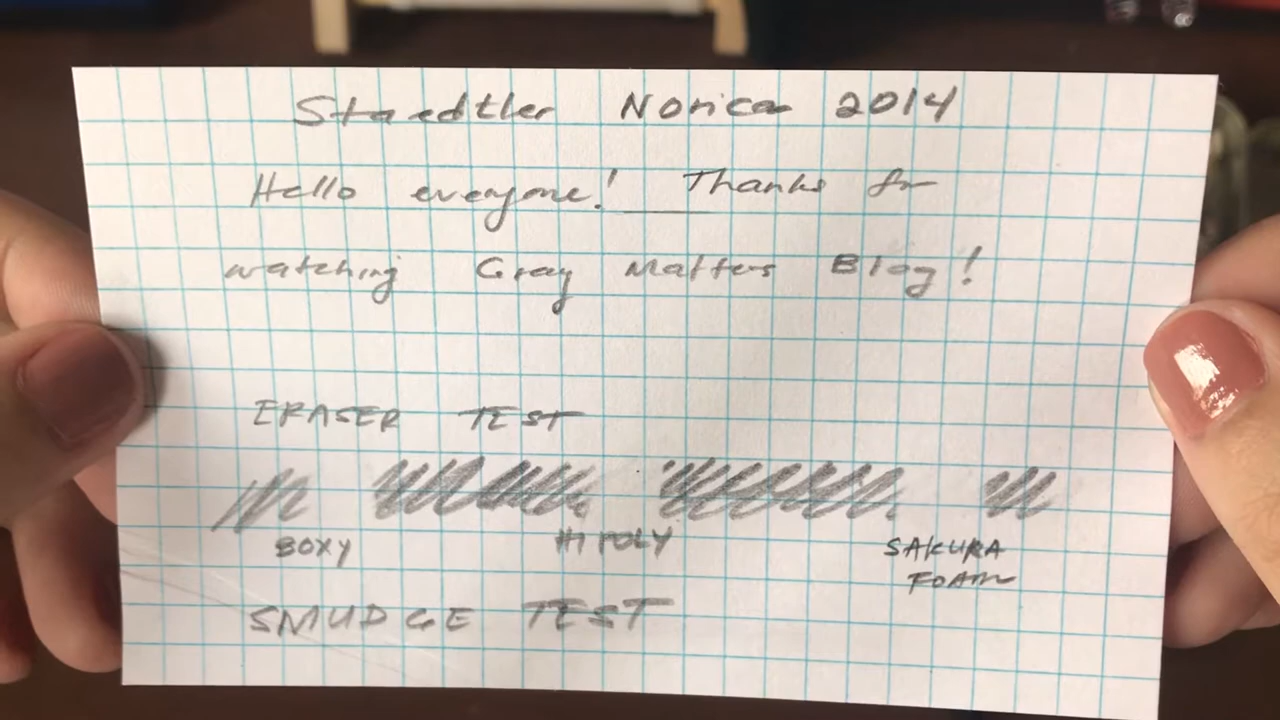 Staedtler Norica 2014
Hello everyone! Thanks for
watching Gray Matters Blog!
ERASER TEST
BOXY HI POLY SAKURA
FOAM
SMUDGE TEST